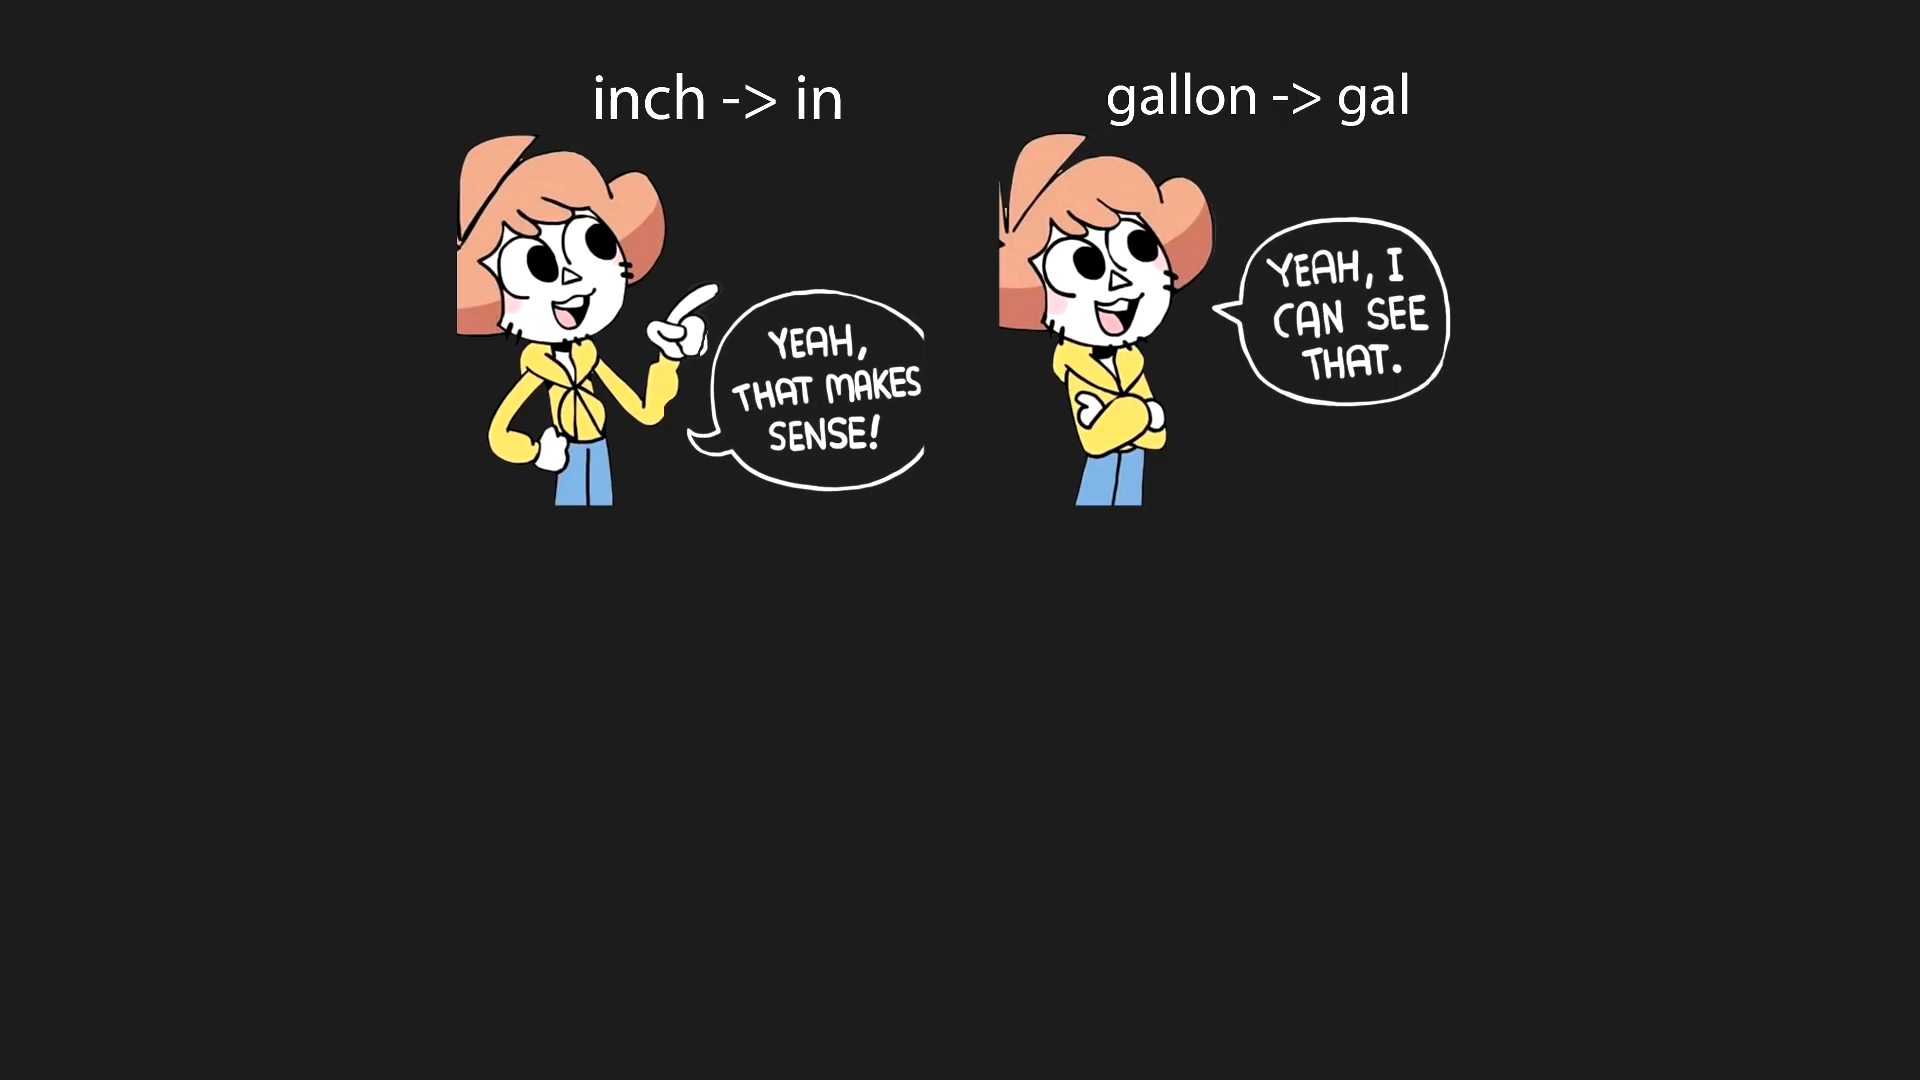 inch -> in
YEAH,
THAT MAKES
SENSE!
gallon -> gal
YEAH, I
CAN SEE
THAT.